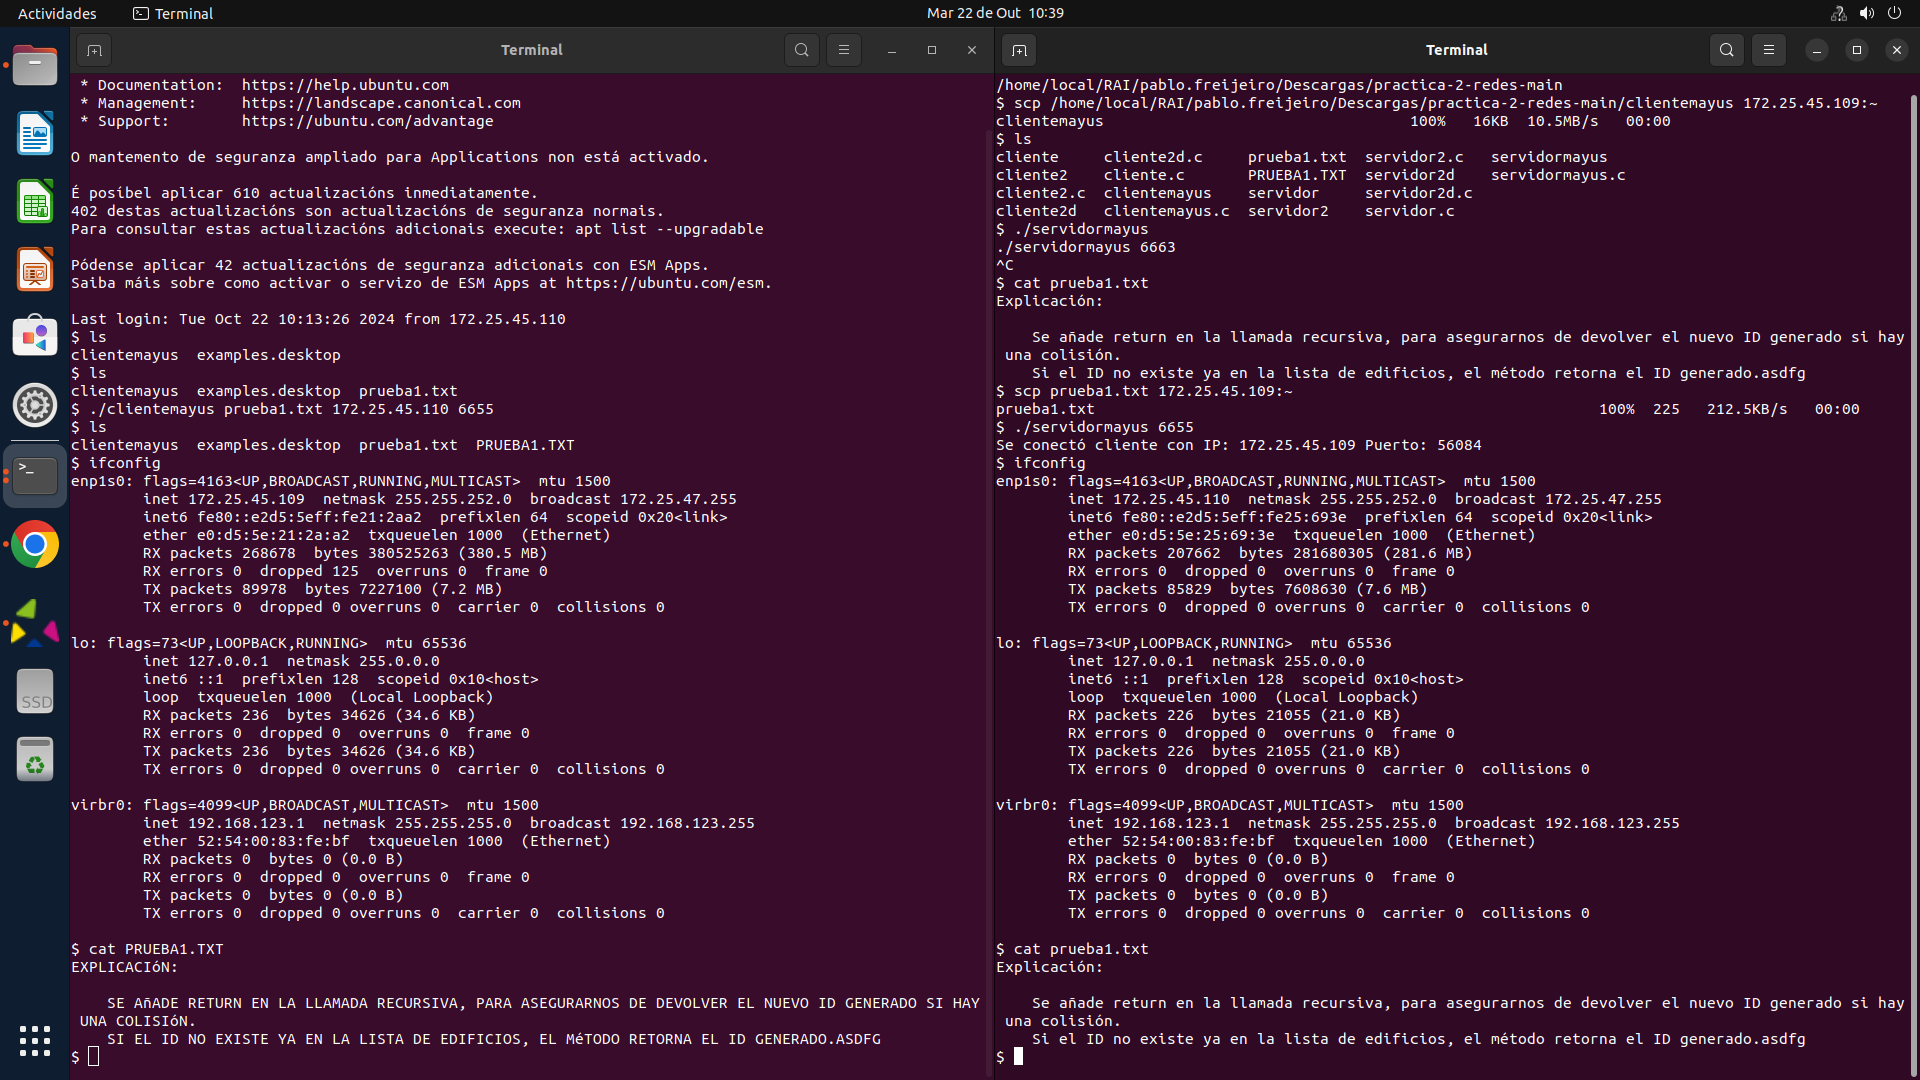 Actividades
Terminal
Mar 22 de Out  10:39
Terminal
 * Documentation:  https://help.ubuntu.com
 * Management:     https://landscape.canonical.com
 * Support:        https://ubuntu.com/advantage
O mantemento de seguranza ampliado para Applications non está activado.
É posíbel aplicar 610 actualizacións inmediatamente.
402 destas actualizacións son actualizacións de seguranza normais.
Para consultar estas actualizacións adicionais execute: apt list --upgradable
Pódense aplicar 42 actualizacións de seguranza adicionais con ESM Apps.
Saiba máis sobre como activar o servizo de ESM Apps at https://ubuntu.com/esm.
Last login: Tue Oct 22 10:13:26 2024 from 172.25.45.110
$ ls
clientemayus  examples.desktop
$ ls
clientemayus  examples.desktop  prueba1.txt
$ ./clientemayus prueba1.txt 172.25.45.110 6655
$ ls
clientemayus  examples.desktop  prueba1.txt  PRUEBA1.TXT
$ ifconfig
enp1s0: flags=4163<UP,BROADCAST,RUNNING,MULTICAST>  mtu 1500
        inet 172.25.45.109  netmask 255.255.252.0  broadcast 172.25.47.255
        inet6 fe80::e2d5:5eff:fe21:2aa2  prefixlen 64  scopeid 0x20<link>
        ether e0:d5:5e:21:2a:a2  txqueuelen 1000  (Ethernet)
        RX packets 268678  bytes 380525263 (380.5 MB)
        RX errors 0  dropped 125  overruns 0  frame 0
        TX packets 89978  bytes 7227100 (7.2 MB)
        TX errors 0  dropped 0 overruns 0  carrier 0  collisions 0
lo: flags=73<UP,LOOPBACK,RUNNING>  mtu 65536
        inet 127.0.0.1  netmask 255.0.0.0
        inet6 ::1  prefixlen 128  scopeid 0x10<host>
        loop  txqueuelen 1000  (Local Loopback)
        RX packets 236  bytes 34626 (34.6 KB)
        RX errors 0  dropped 0  overruns 0  frame 0
        TX packets 236  bytes 34626 (34.6 KB)
        TX errors 0  dropped 0 overruns 0  carrier 0  collisions 0
virbr0: flags=4099<UP,BROADCAST,MULTICAST>  mtu 1500
        inet 192.168.123.1  netmask 255.255.255.0  broadcast 192.168.123.255
        ether 52:54:00:83:fe:bf  txqueuelen 1000  (Ethernet)
        RX packets 0  bytes 0 (0.0 B)
        RX errors 0  dropped 0  overruns 0  frame 0
        TX packets 0  bytes 0 (0.0 B)
        TX errors 0  dropped 0 overruns 0  carrier 0  collisions 0
$ cat PRUEBA1.TXT
EXPLICACIóN:
    SE AñADE RETURN EN LA LLAMADA RECURSIVA, PARA ASEGURARNOS DE DEVOLVER EL NUEVO ID GENERADO SI HAY
 UNA COLISIóN.
    SI EL ID NO EXISTE YA EN LA LISTA DE EDIFICIOS, EL MéTODO RETORNA EL ID GENERADO.ASDFG
$
Terminal
/home/local/RAI/pablo.freijeiro/Descargas/practica-2-redes-main
$ scp /home/local/RAI/pablo.freijeiro/Descargas/practica-2-redes-main/clientemayus 172.25.45.109:~
clientemayus                                  100%   16KB  10.5MB/s   00:00
$ ls
cliente     cliente2d.c     prueba1.txt  servidor2.c   servidormayus
cliente2    cliente.c       PRUEBA1.TXT  servidor2d    servidormayus.c
cliente2.c  clientemayus    servidor     servidor2d.c
cliente2d   clientemayus.c  servidor2    servidor.c
$ ./servidormayus
./servidormayus 6663
^C
$ cat prueba1.txt
Explicación:
    Se añade return en la llamada recursiva, para asegurarnos de devolver el nuevo ID generado si hay
 una colisión.
    Si el ID no existe ya en la lista de edificios, el método retorna el ID generado.asdfg
$ scp prueba1.txt 172.25.45.109:~
prueba1.txt                                                        100%  225   212.5KB/s   00:00
$ ./servidormayus 6655
Se conectó cliente con IP: 172.25.45.109 Puerto: 56084
$ ifconfig
enp1s0: flags=4163<UP,BROADCAST,RUNNING,MULTICAST>  mtu 1500
        inet 172.25.45.110  netmask 255.255.252.0  broadcast 172.25.47.255
        inet6 fe80::e2d5:5eff:fe25:693e  prefixlen 64  scopeid 0x20<link>
        ether e0:d5:5e:25:69:3e  txqueuelen 1000  (Ethernet)
        RX packets 207662  bytes 281680305 (281.6 MB)
        RX errors 0  dropped 0  overruns 0  frame 0
        TX packets 85829  bytes 7608630 (7.6 MB)
        TX errors 0  dropped 0 overruns 0  carrier 0  collisions 0
lo: flags=73<UP,LOOPBACK,RUNNING>  mtu 65536
        inet 127.0.0.1  netmask 255.0.0.0
        inet6 ::1  prefixlen 128  scopeid 0x10<host>
        loop  txqueuelen 1000  (Local Loopback)
        RX packets 226  bytes 21055 (21.0 KB)
        RX errors 0  dropped 0  overruns 0  frame 0
        TX packets 226  bytes 21055 (21.0 KB)
        TX errors 0  dropped 0 overruns 0  carrier 0  collisions 0
virbr0: flags=4099<UP,BROADCAST,MULTICAST>  mtu 1500
        inet 192.168.123.1  netmask 255.255.255.0  broadcast 192.168.123.255
        ether 52:54:00:83:fe:bf  txqueuelen 1000  (Ethernet)
        RX packets 0  bytes 0 (0.0 B)
        RX errors 0  dropped 0  overruns 0  frame 0
        TX packets 0  bytes 0 (0.0 B)
        TX errors 0  dropped 0 overruns 0  carrier 0  collisions 0
$ cat prueba1.txt
Explicación:
    Se añade return en la llamada recursiva, para asegurarnos de devolver el nuevo ID generado si hay
 una colisión.
    Si el ID no existe ya en la lista de edificios, el método retorna el ID generado.asdfg
$
>_
SSD